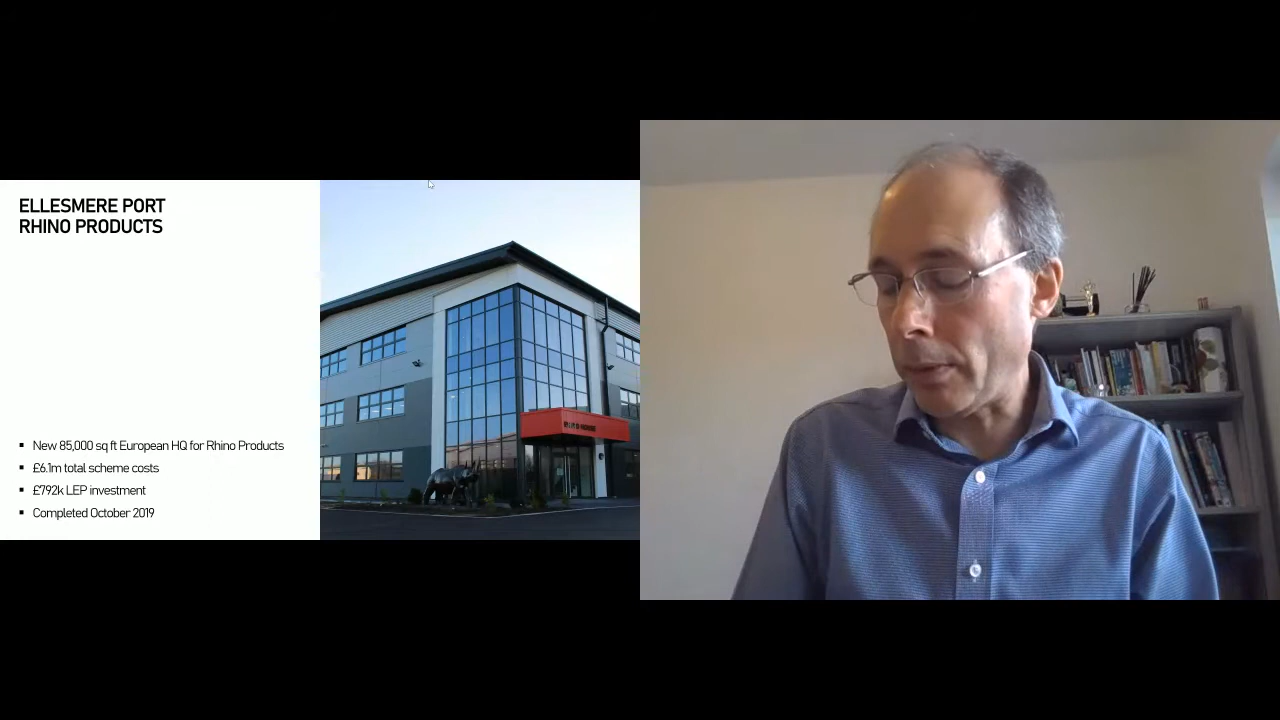 ELLESMERE PORT
RHINO PRODUCTS
▪ New 85,000 sq ft European HQ for Rhino Products
▪ £6.1m total scheme costs
▪ £792k LEP investment
▪ Completed October 2019